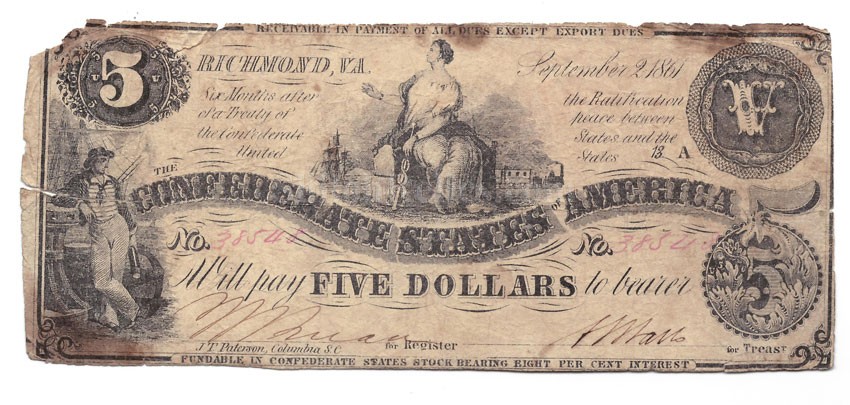 RECEIVABLE IN PAYMENT OF ALL DUES EXCEPT EXPORT DUES
5
RICHMOND, VA.
September 2 1861
V
Six Months after
the Ratification
of a Treaty of
peace between
the Confederate
States and the
United
States 13 A
THE CONFEDERATE STATES OF AMERICA
No. 38548
No. 3854
Will pay FIVE DOLLARS to bearer
5
J.T. Paterson, Columbia S.C.
for Register
for Treasr
FUNDABLE IN CONFEDERATE STATES STOCK BEARING EIGHT PER CENT INTEREST